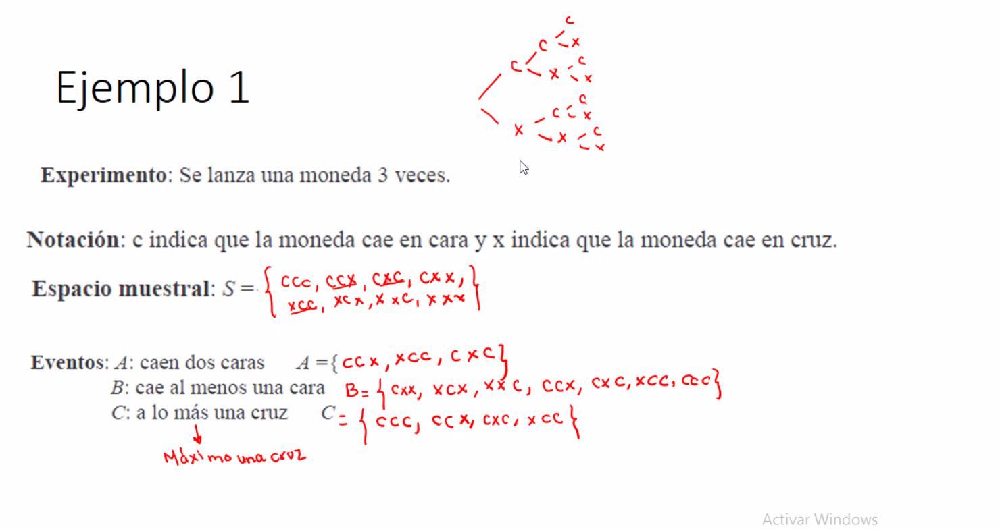 c
c x
c x c
x
Ejemplo 1
c
x c x
x c
x
Experimento: Se lanza una moneda 3 veces.
Notación: c indica que la moneda cae en cara y x indica que la moneda cae en cruz.
Espacio muestral: S = { ccc, ccx, cxc, cxx,
xcc, xcx, xxc, xxx }
Eventos: A: caen dos caras A = { ccx, xcc, cxc }
B: cae al menos una cara B = { cxx, xcx, xxc, ccx, cxc, xcc, ccc }
C: a lo más una cruz C = { ccc, ccx, cxc, xcc }
Máximo una cruz
Activar Windows